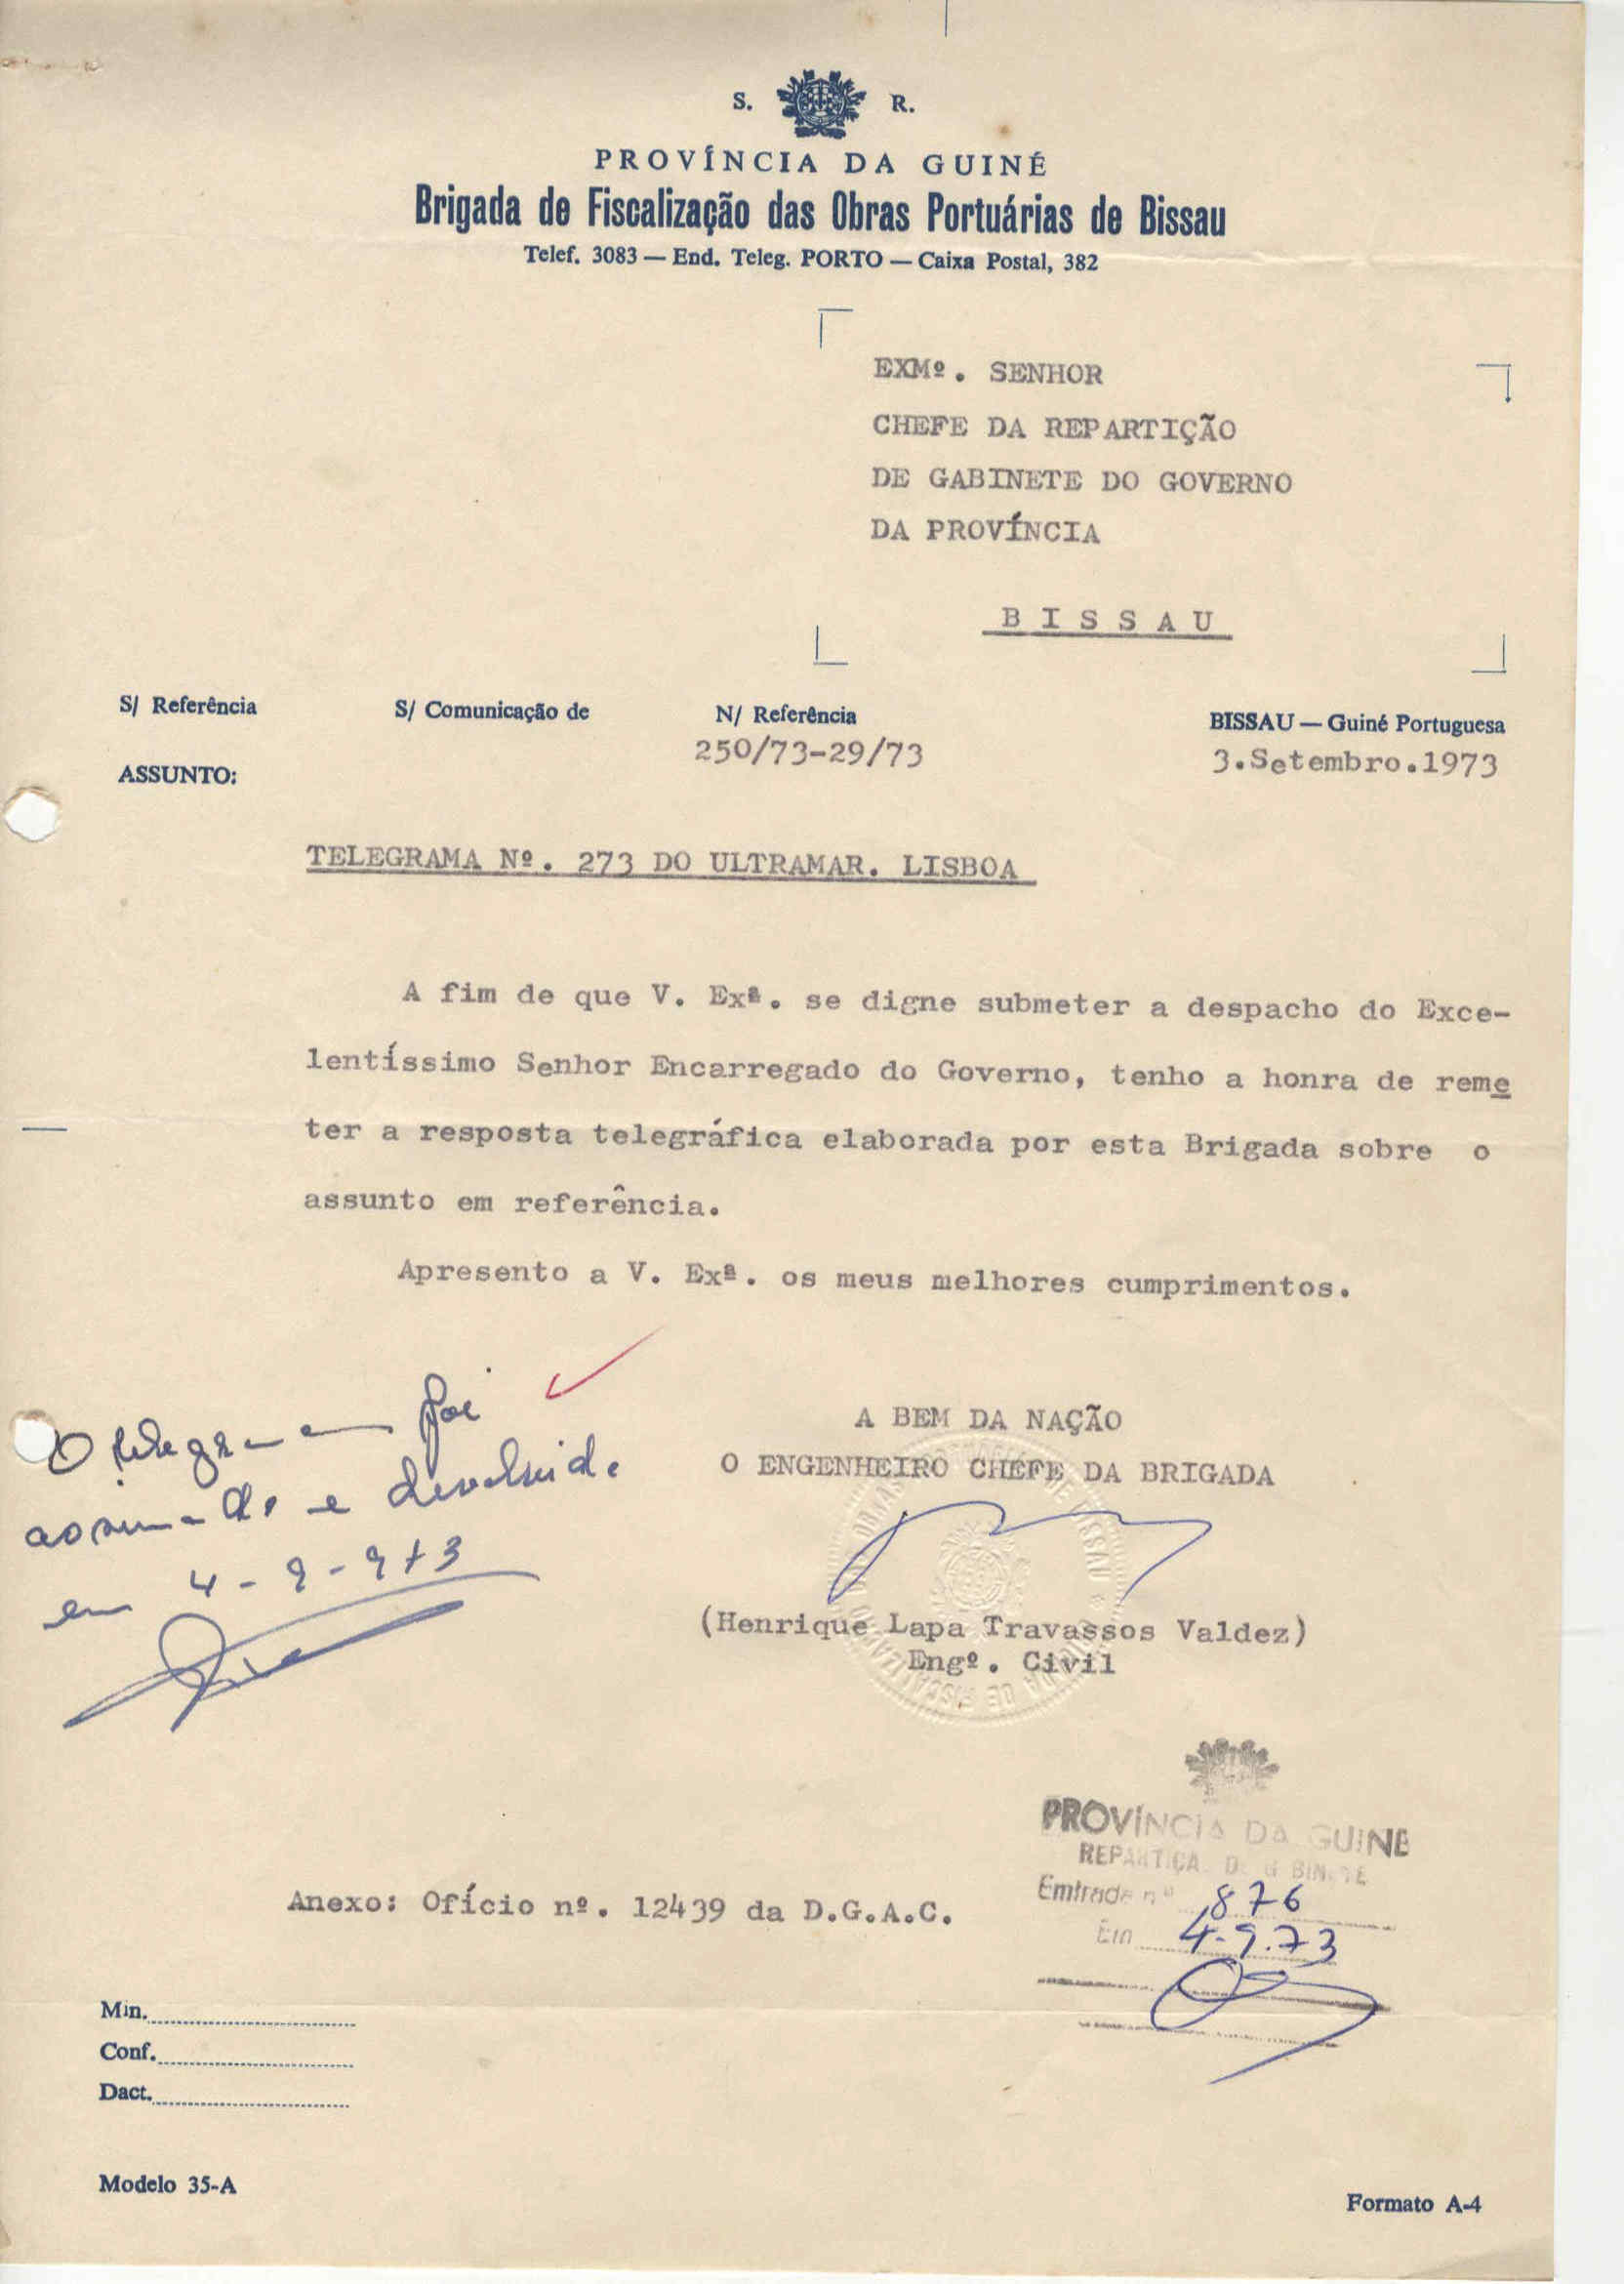 S. R.
PROVÍNCIA DA GUINÉ
Brigada de Fiscalização das Obras Portuárias de Bissau
Telef. 3083 — End. Teleg. PORTO — Caixa Postal, 382
EXMº. SENHOR
CHEFE DA REPARTIÇÃO
DE GABINETE DO GOVERNO
DA PROVÍNCIA
B I S S A U
S/ Referência S/ Comunicação de N/ Referência BISSAU — Guiné Portuguesa
250/73-29/73 3.Setembro.1973
ASSUNTO:
TELEGRAMA Nº. 273 DO ULTRAMAR. LISBOA
A fim de que V. Exª. se digne submeter a despacho do Exce-
lentíssimo Senhor Encarregado do Governo, tenho a honra de reme
ter a resposta telegráfica elaborada por esta Brigada sobre o
assunto em referência.
Apresento a V. Exª. os meus melhores cumprimentos.
O telegrama foi
assinado e devolvido
em 4-9-973
A BEM DA NAÇÃO
O ENGENHEIRO CHEFE DA BRIGADA
(Henrique Lapa Travassos Valdez)
Engº. Civil
PROVÍNCIA DA GUINE
REPARTIÇA D G BINETE
Entrada nº 876
Em 4-9.73
Anexo: Ofício nº. 12439 da D.G.A.C.
Min.
Conf.
Dact.
Modelo 35-A
Formato A-4